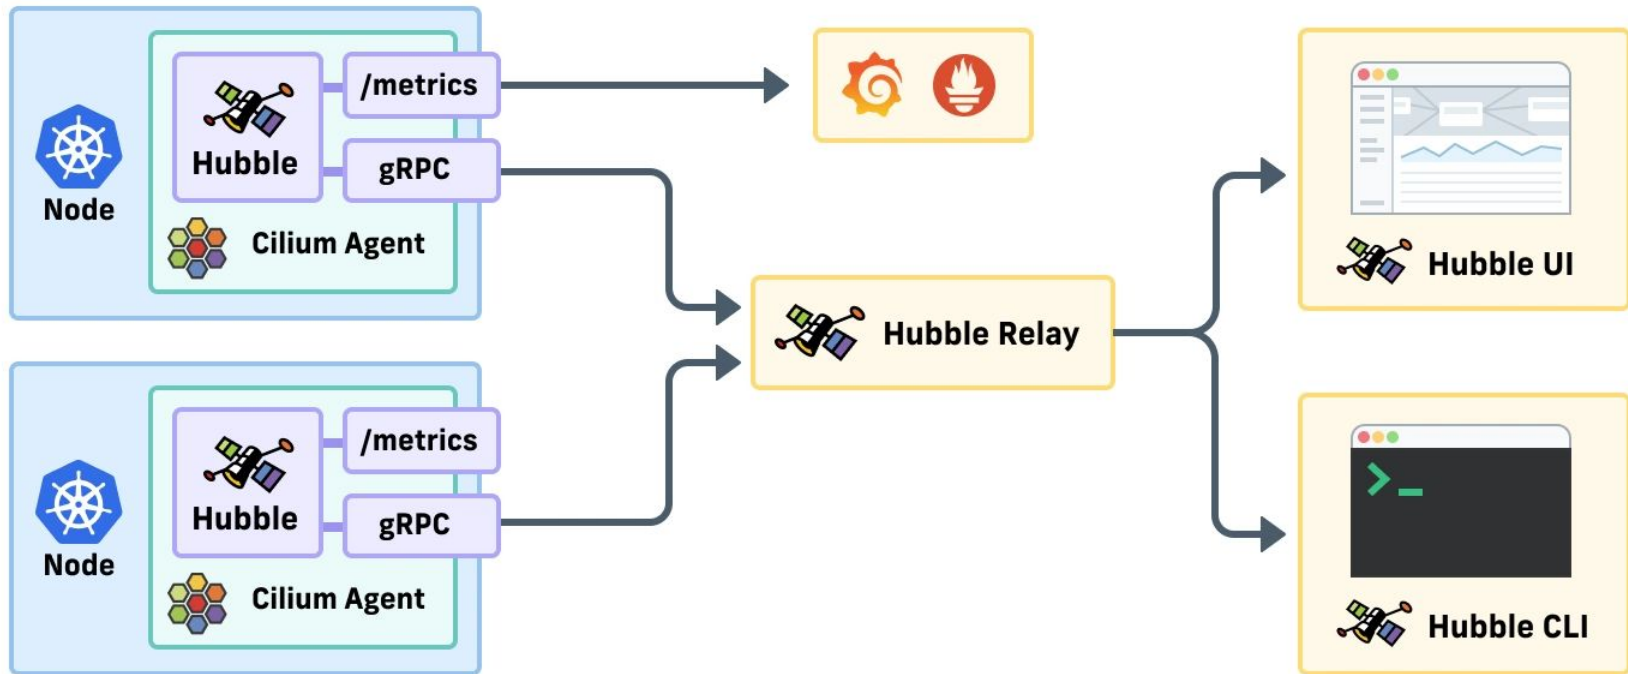 /metrics
Hubble
gRPC
Node
Cilium Agent
/metrics
Hubble
gRPC
Node
Cilium Agent
Hubble Relay
Hubble UI
>_
Hubble CLI